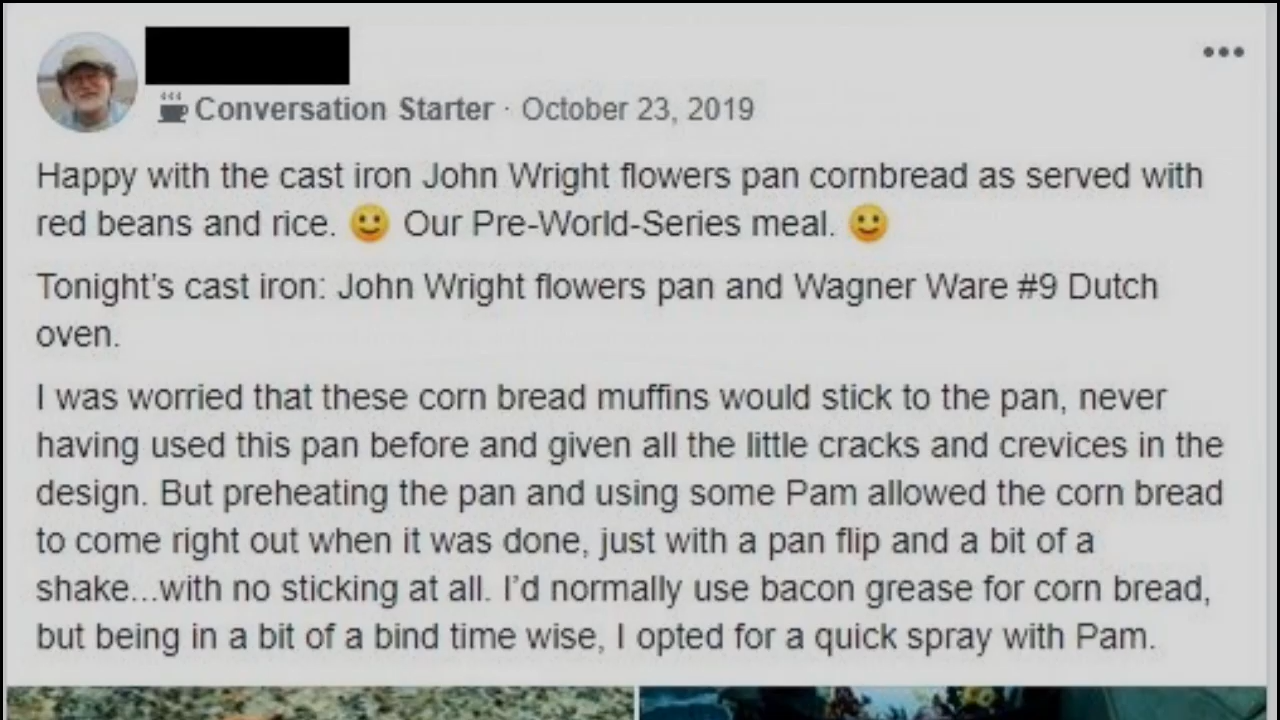 Conversation Starter · October 23, 2019
Happy with the cast iron John Wright flowers pan cornbread as served with
red beans and rice. 🙂 Our Pre-World-Series meal. 🙂
Tonight's cast iron: John Wright flowers pan and Wagner Ware #9 Dutch
oven.
I was worried that these corn bread muffins would stick to the pan, never
having used this pan before and given all the little cracks and crevices in the
design. But preheating the pan and using some Pam allowed the corn bread
to come right out when it was done, just with a pan flip and a bit of a
shake...with no sticking at all. I’d normally use bacon grease for corn bread,
but being in a bit of a bind time wise, I opted for a quick spray with Pam.